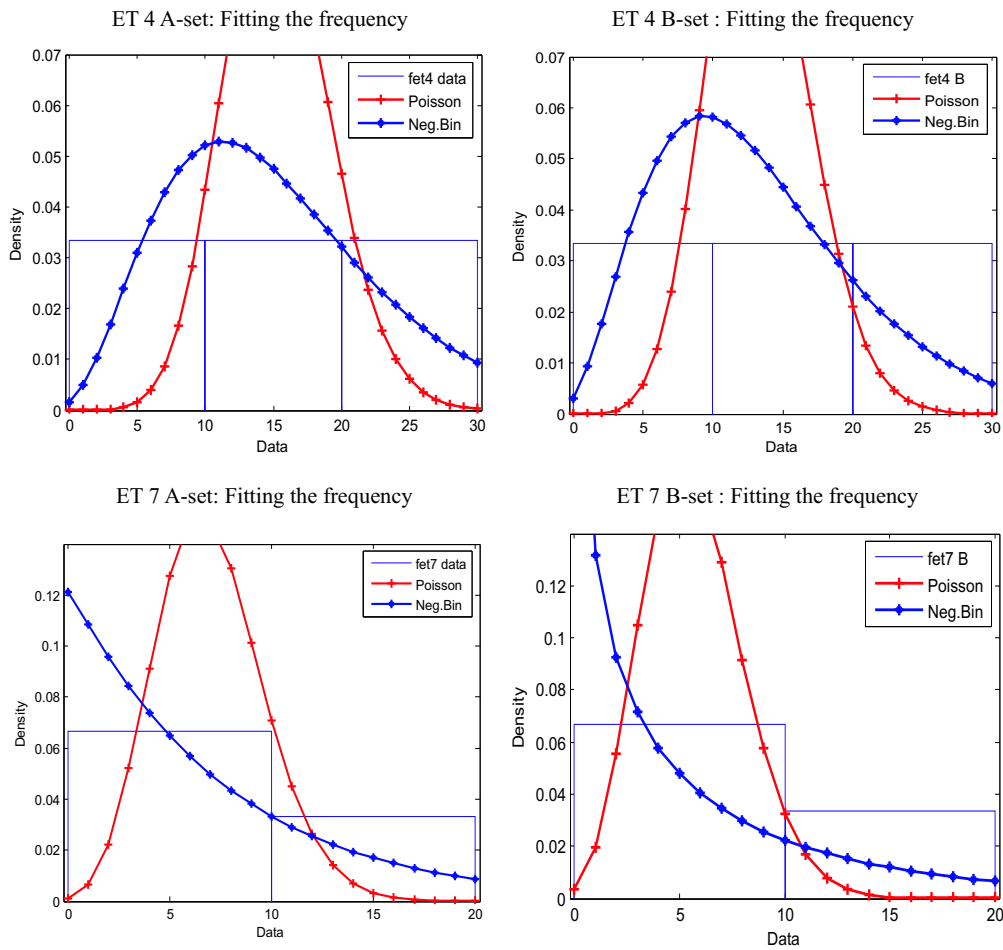 ET 4 A-set: Fitting the frequency
0.07
0.06
0.05
0.04
0.03
0.02
0.01
0
Density
0
10
20
30
Data
fet4 data
Poisson
Neg.Bin
ET 4 B-set : Fitting the frequency
0.07
0.06
0.05
0.04
0.03
0.02
0.01
0
Density
0
10
20
30
Data
fet4 B
Poisson
Neg.Bin
ET 7 A-set: Fitting the frequency
0.12
0.1
0.08
0.06
0.04
0.02
0
Density
0
5
10
15
20
Data
fet7 data
Poisson
Neg.Bin
ET 7 B-set : Fitting the frequency
0.12
0.1
0.08
0.06
0.04
0.02
0
Density
0
5
10
15
20
Data
fet7 B
Poisson
Neg.Bin